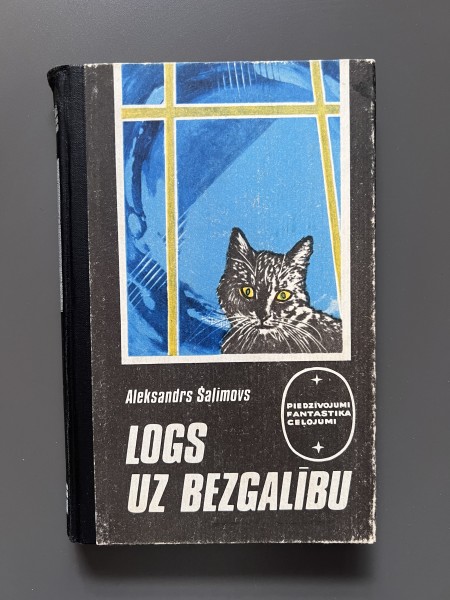 Aleksandrs Šaļimovs
PIEDZĪVOJUMI
FANTASTIKA
CEĻOJUMI
LOGS
UZ BEZGALĪBU